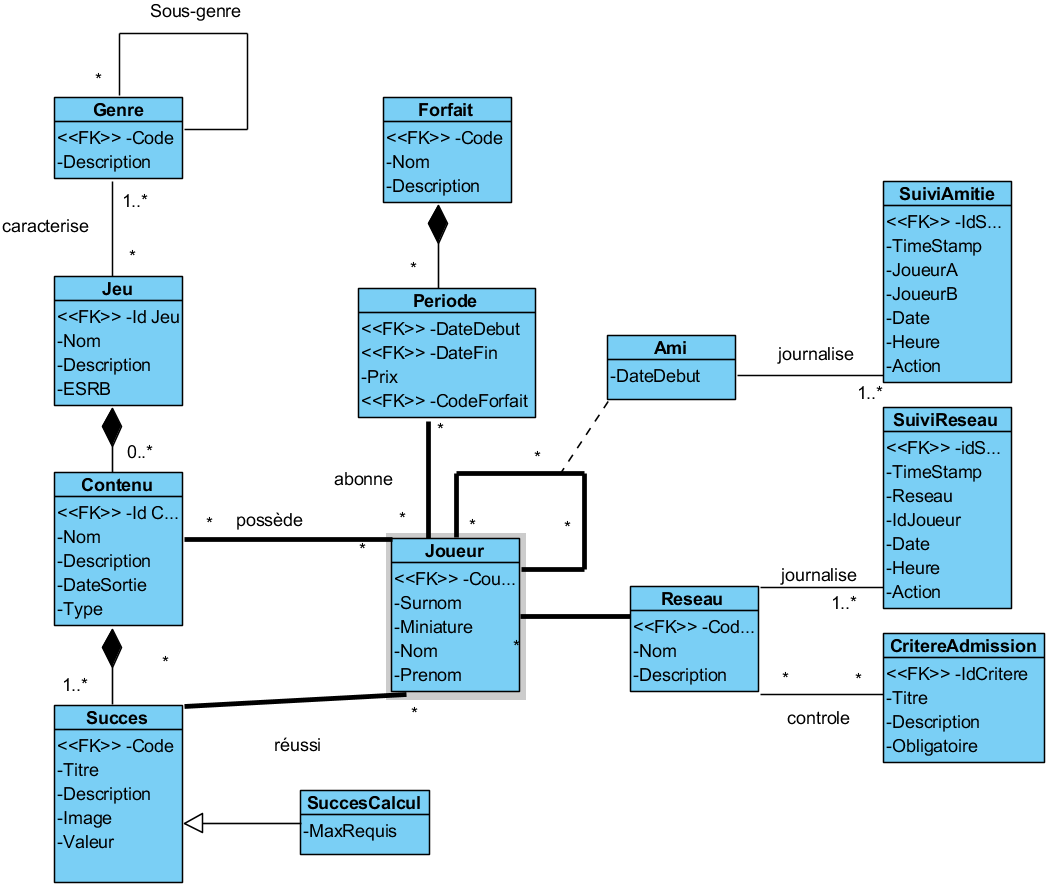 Sous-genre
*
Genre
<<FK>> -Code
-Description
1..*
caracterise
*
Jeu
<<FK>> -Id Jeu
-Nom
-Description
-ESRB
0..*
Contenu
<<FK>> -Id C...
-Nom
-Description
-DateSortie
-Type
*
possède
*
1..*
*
Succes
<<FK>> -Code
-Titre
-Description
-Image
-Valeur
réussi
*
SuccesCalcul
-MaxRequis
Forfait
<<FK>> -Code
-Nom
-Description
*
Periode
<<FK>> -DateDebut
<<FK>> -DateFin
-Prix
<<FK>> -CodeForfait
*
abonne
*
*
*
*
Joueur
<<FK>> -Cou...
-Surnom
-Miniature
-Nom
-Prenom
*
Ami
-DateDebut
journalise
1..*
SuiviAmitie
<<FK>> -IdS...
-TimeStamp
-JoueurA
-JoueurB
-Date
-Heure
-Action
Reseau
<<FK>> -Cod...
-Nom
-Description
journalise
1..*
SuiviReseau
<<FK>> -idS...
-TimeStamp
-Reseau
-IdJoueur
-Date
-Heure
-Action
*
*
controle
CritereAdmission
<<FK>> -IdCritere
-Titre
-Description
-Obligatoire